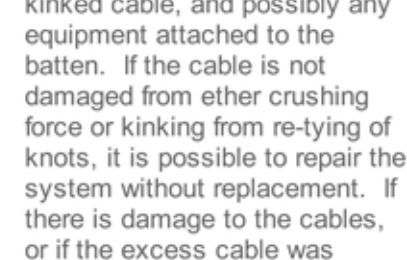 kinked cable, and possibly any
equipment attached to the
batten.  If the cable is not
damaged from ether crushing
force or kinking from re-tying of
knots, it is possible to repair the
system without replacement.  If
there is damage to the cables,
or if the excess cable was